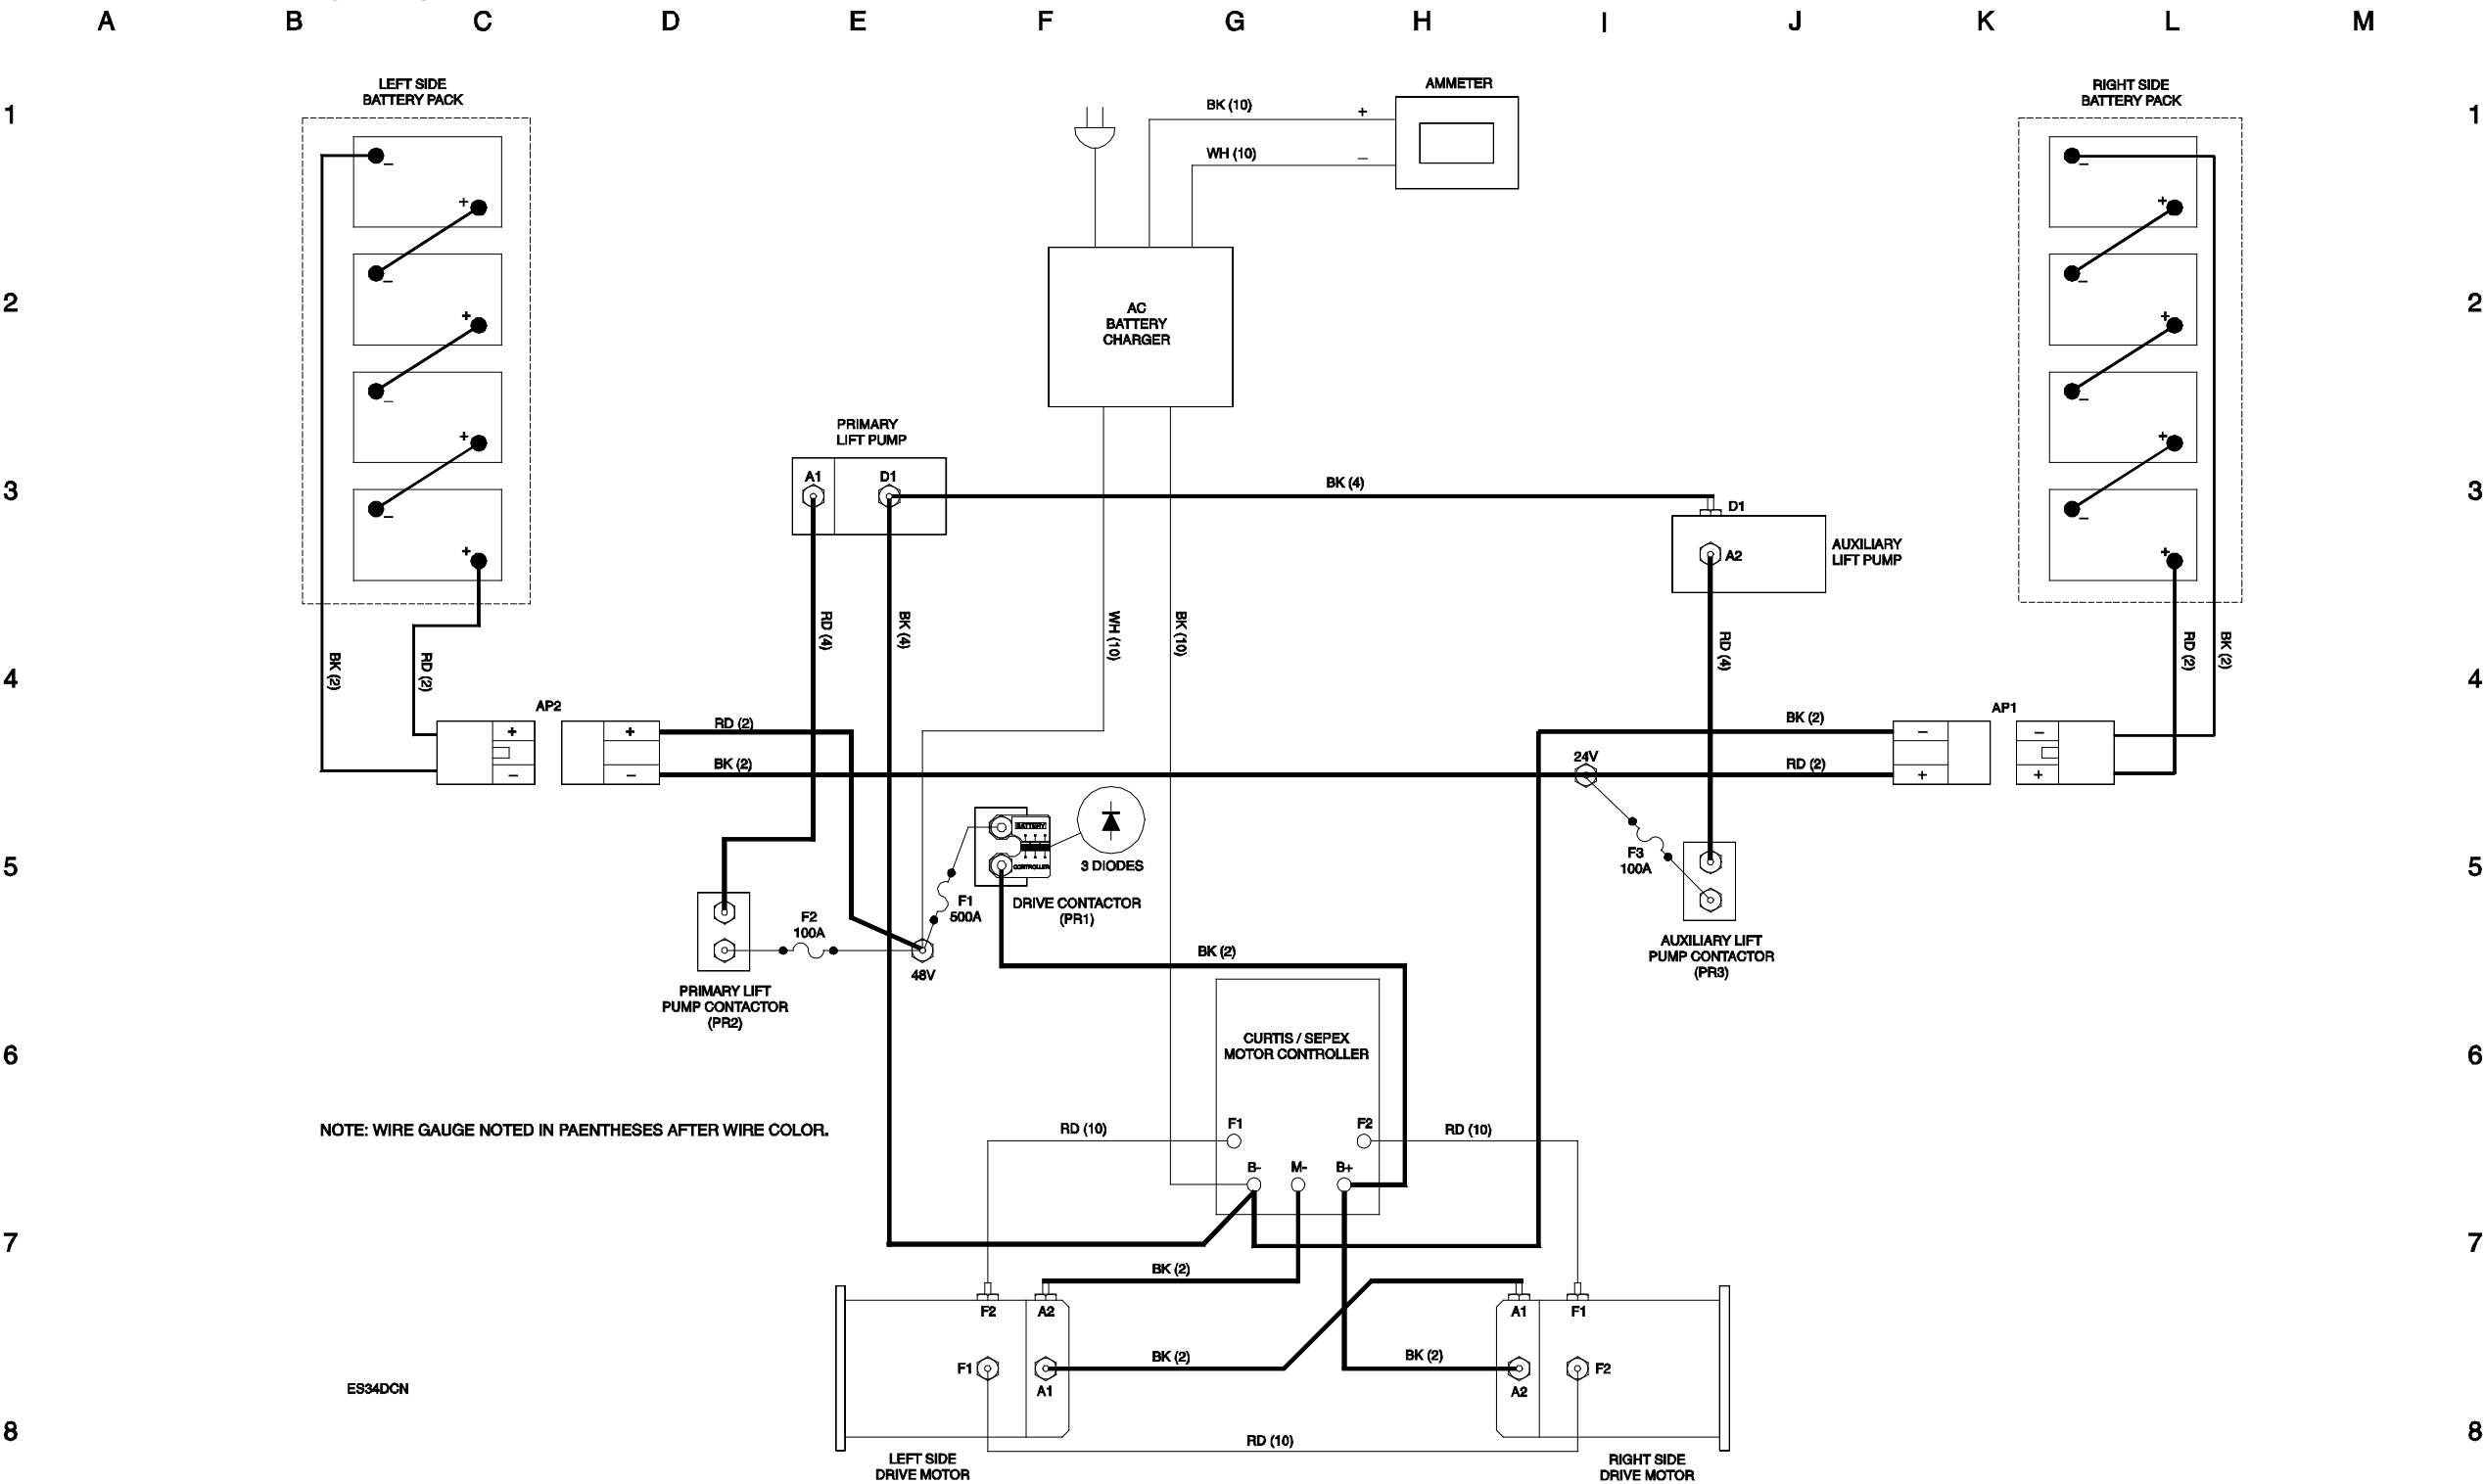 A B C D E F G H I J K L M
LEFT SIDE
BATTERY PACK
AMMETER
RIGHT SIDE
BATTERY PACK
1 1
BK (10)
+
WH (10)
–
–
+
–
+
–
+
–
+
–
+
–
+
–
+
–
+
2 2
AC
BATTERY
CHARGER
PRIMARY
LIFT PUMP
A1 D1
3 3
BK (4)
D1
A2
AUXILIARY
LIFT PUMP
RD (4)
BK (4)
WH (10)
BK (10)
RD (4)
RD (2)
BK (2)
BK (2)
RD (2)
4 4
AP2
AP1
+ +
– –
RD (2)
BK (2)
BK (2)
RD (2)
– –
+ +
24V
BATTERY
CONTROLLER
3 DIODES
5 5
F3
100A
F1
500A
DRIVE CONTACTOR
(PR1)
F2
100A
48V
BK (2)
AUXILIARY LIFT
PUMP CONTACTOR
(PR3)
PRIMARY LIFT
PUMP CONTACTOR
(PR2)
6 6
CURTIS / SEPEX
MOTOR CONTROLLER
NOTE: WIRE GAUGE NOTED IN PAENTHESES AFTER WIRE COLOR.
RD (10)
F1 F2
RD (10)
B- M- B+
7 7
BK (2)
F2 A2
A1 F1
BK (2)
BK (2)
F1
A1
A2
F2
ES34DCN
8 8
RD (10)
LEFT SIDE
DRIVE MOTOR
RIGHT SIDE
DRIVE MOTOR